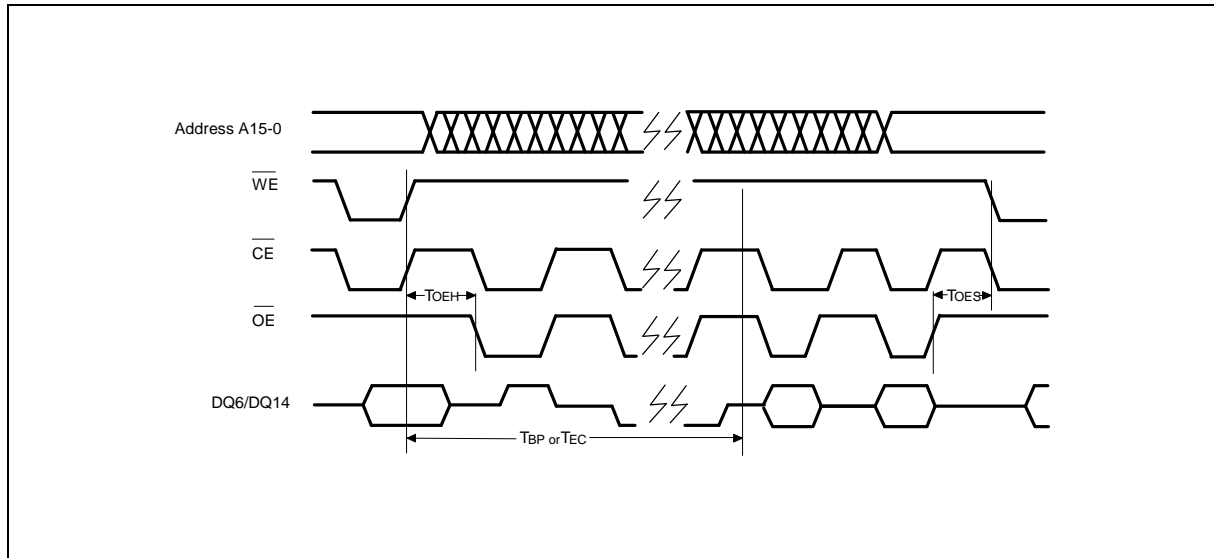 Address A15-0
WE
CE
TOEH
TOES
OE
DQ6/DQ14
TBP or TEC